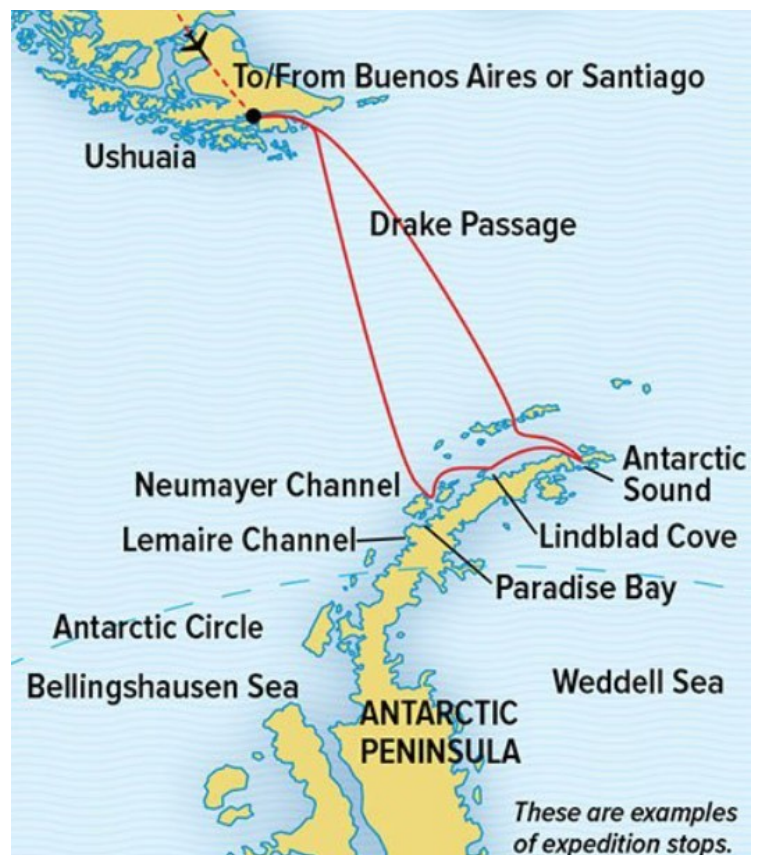 To/From Buenos Aires or Santiago
Ushuaia
Drake Passage
Neumayer Channel
Antarctic
Sound
Lemaire Channel
Lindblad Cove
Paradise Bay
Antarctic Circle
Bellingshausen Sea
Weddell Sea
ANTARCTIC
PENINSULA
These are examples
of expedition stops.